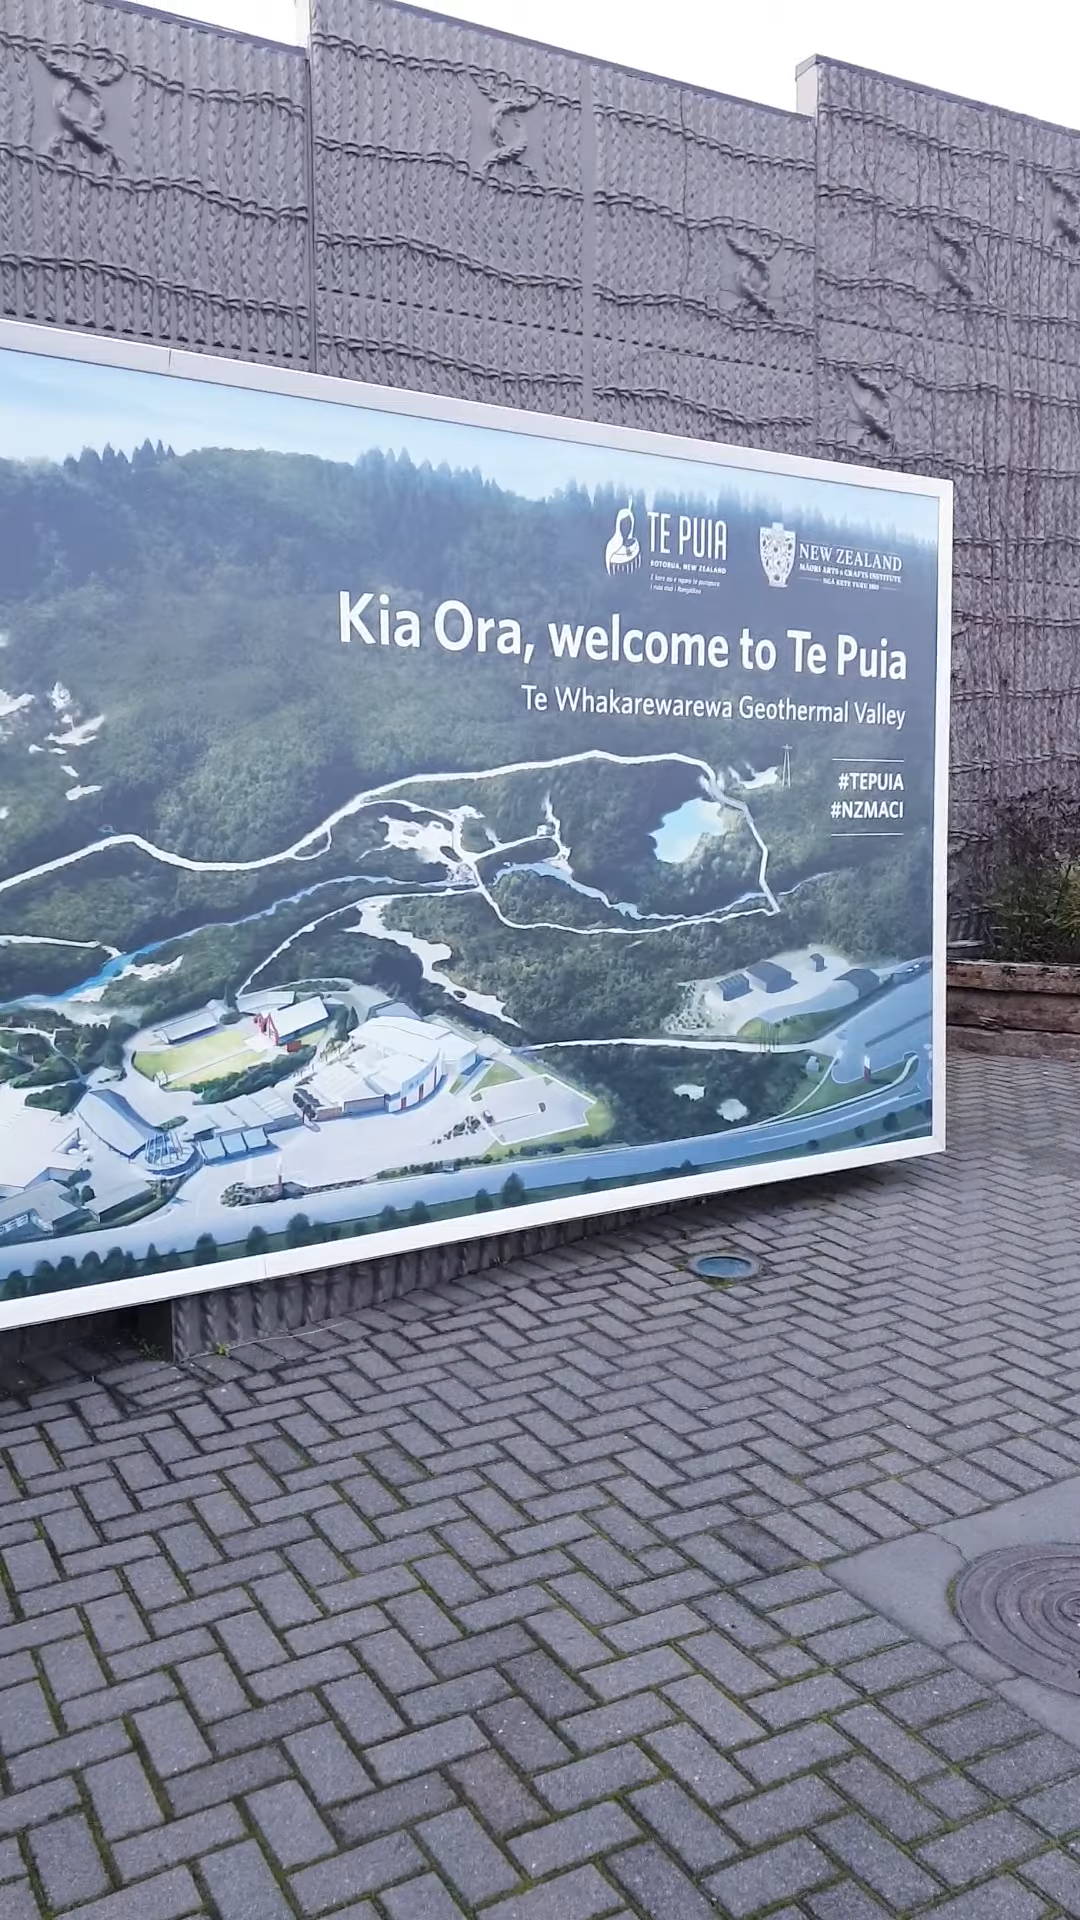 TE PUIA
ROTORUA, NEW ZEALAND
NEW ZEALAND
MĀORI ARTS & CRAFTS INSTITUTE
Kia Ora, welcome to Te Puia
Te Whakarewarewa Geothermal Valley
#TEPUIA
#NZMACI